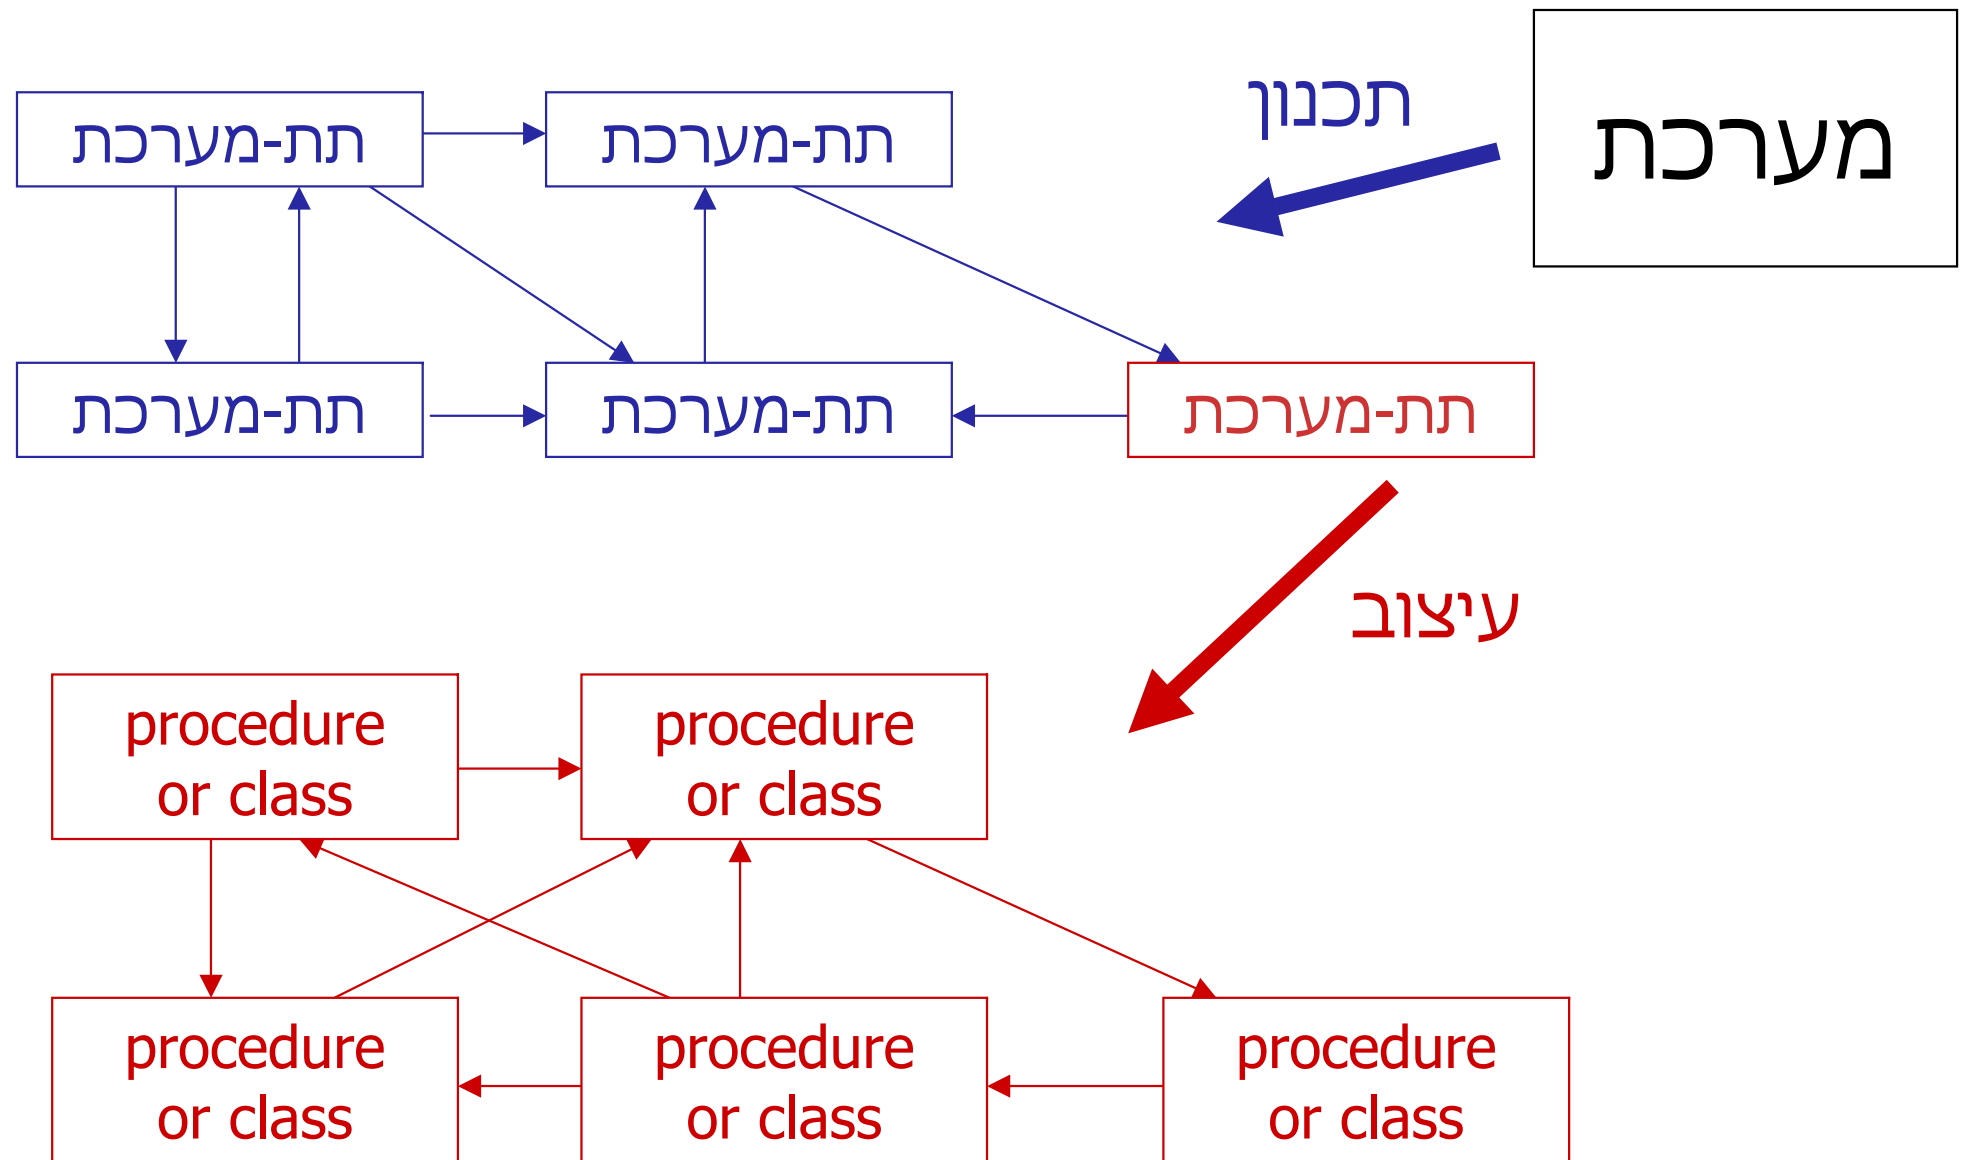 מערכת
תכנון
תת-מערכת
תת-מערכת
תת-מערכת
תת-מערכת
תת-מערכת
עיצוב
procedure
or class
procedure
or class
procedure
or class
procedure
or class
procedure
or class